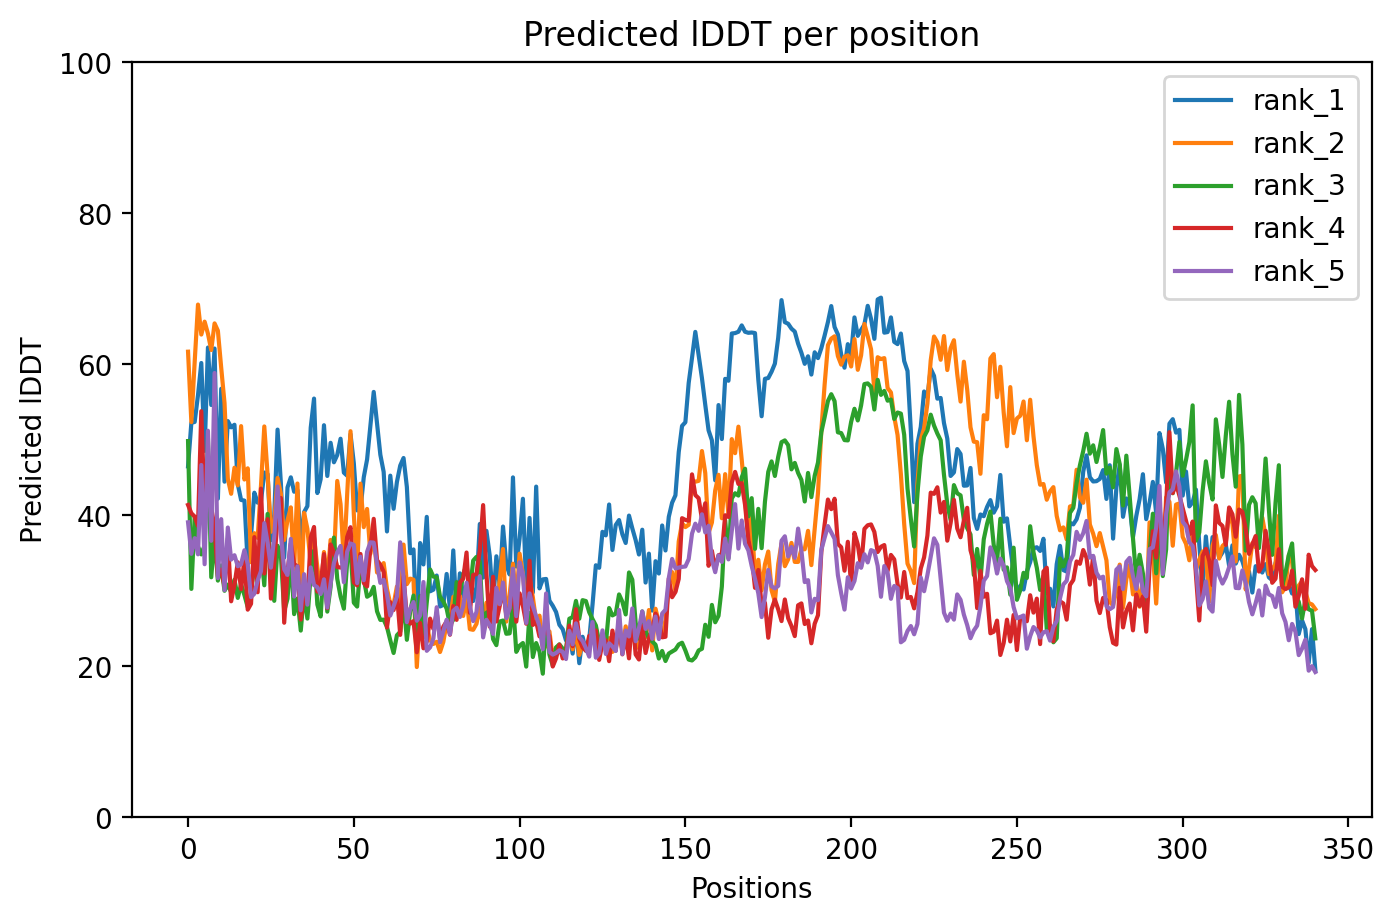 Predicted lDDT per position
100
80
60
40
20
0
Predicted lDDT
0 50 100 150 200 250 300 350
Positions
rank_1
rank_2
rank_3
rank_4
rank_5